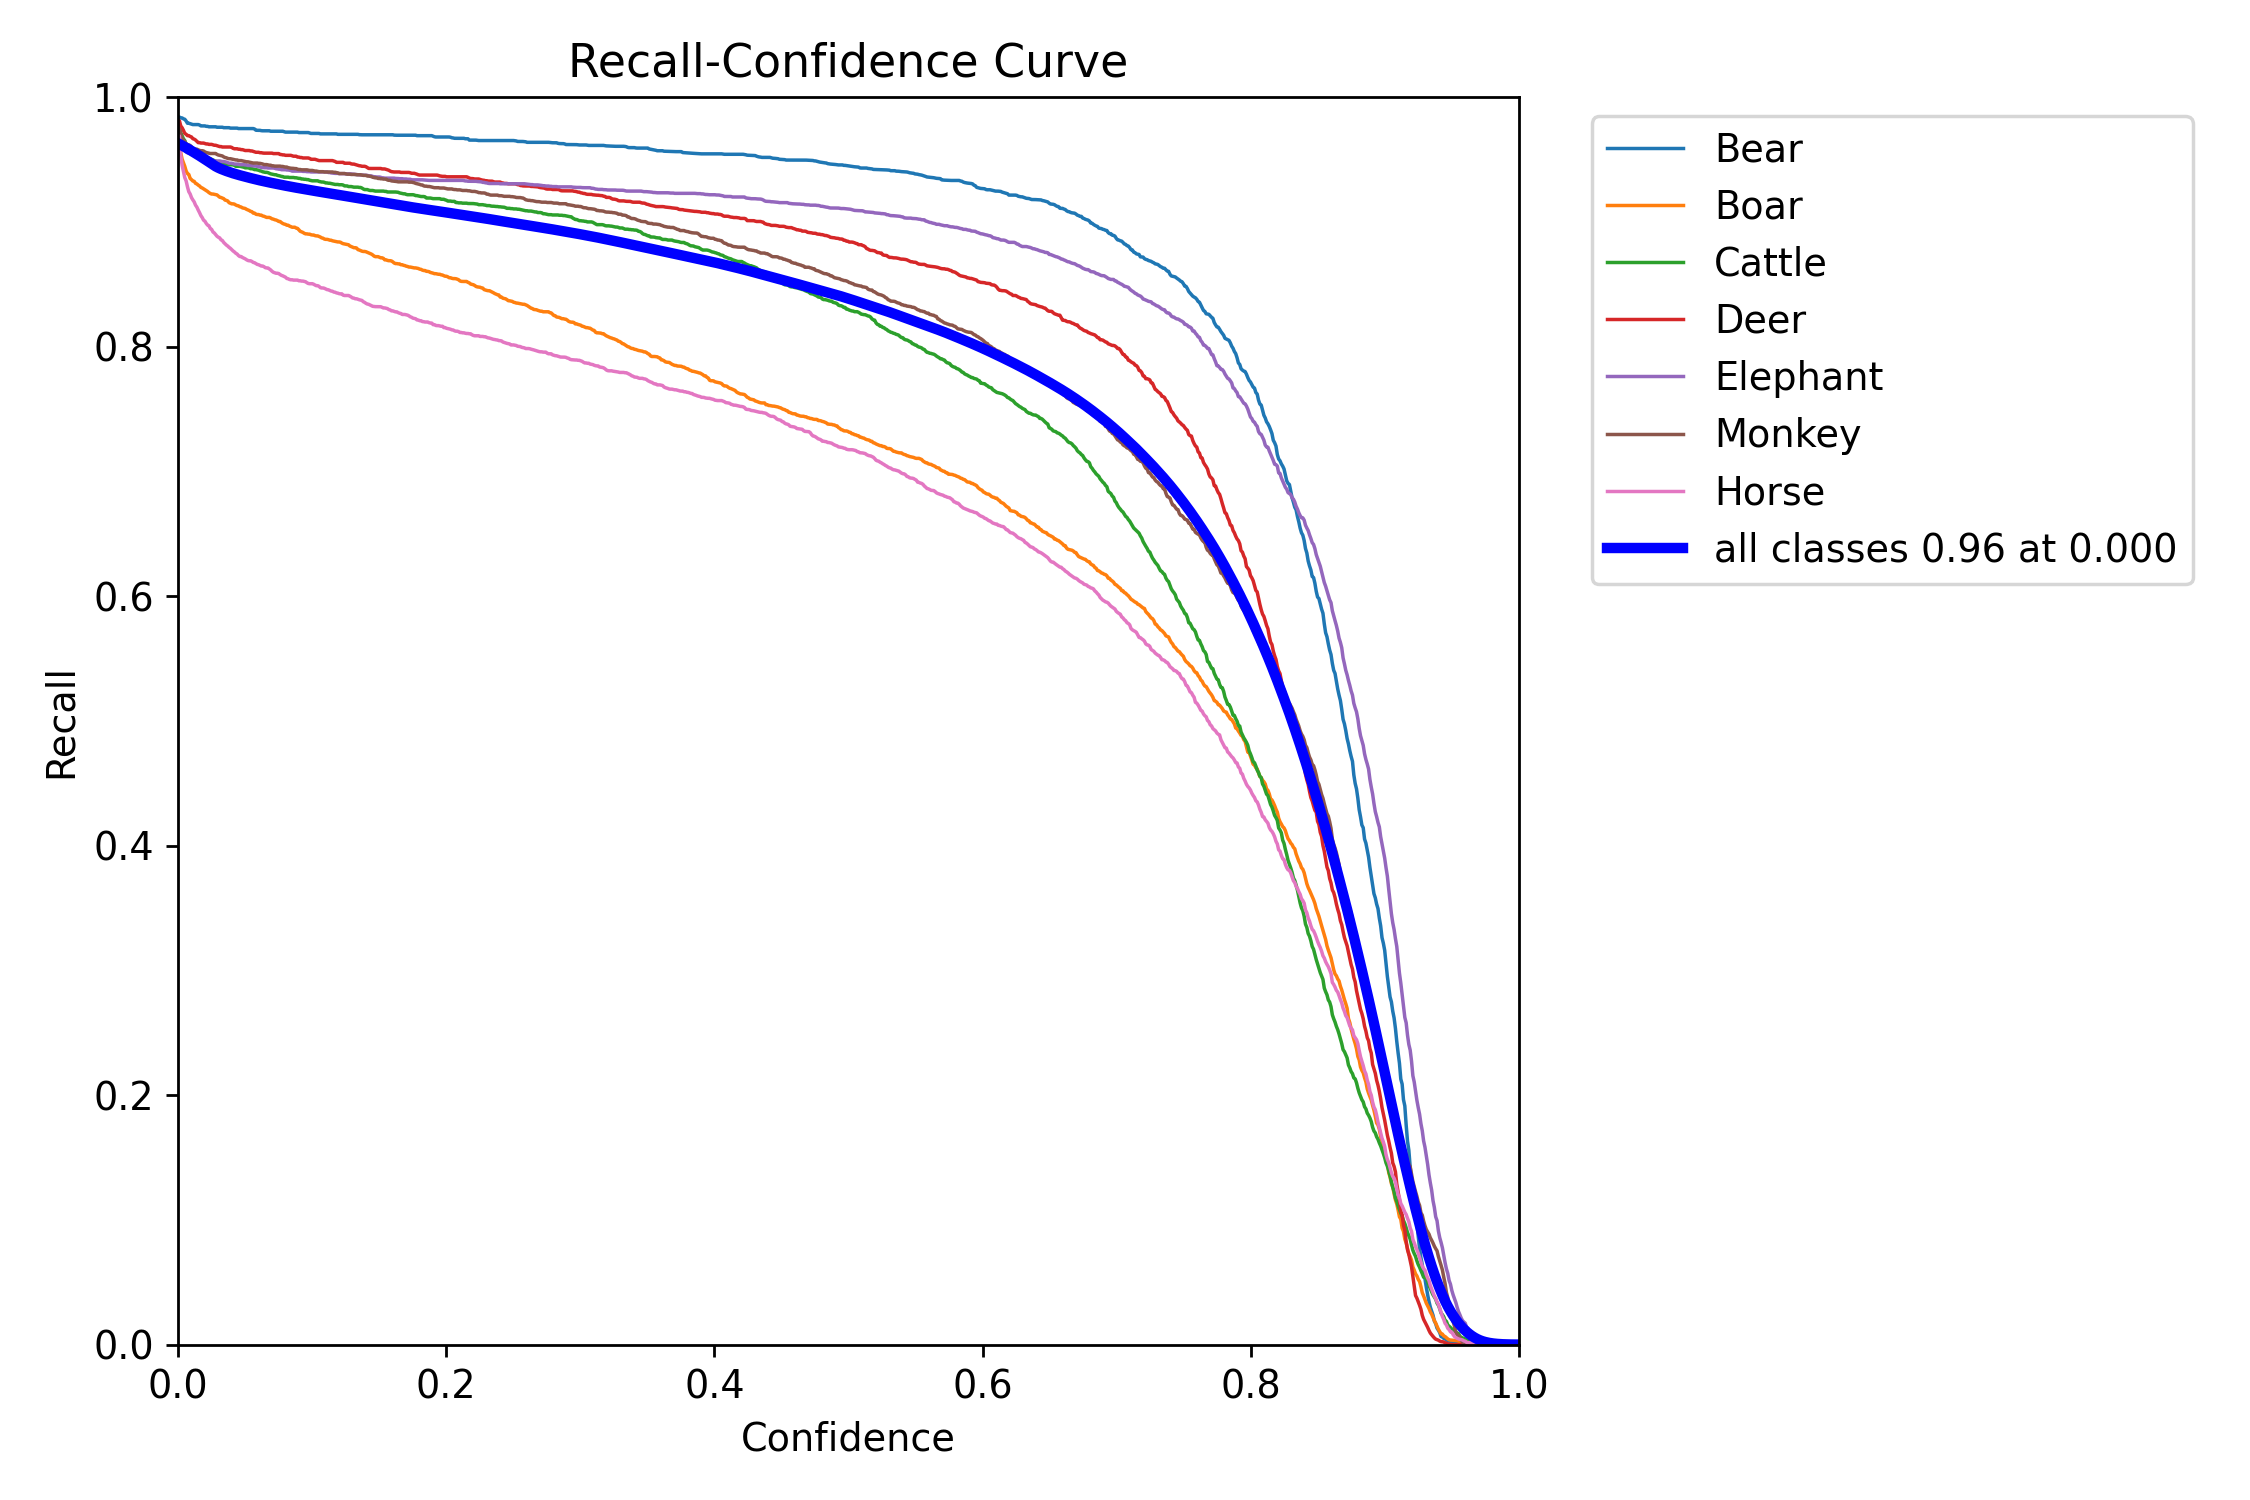 Recall-Confidence Curve
1.0
0.8
0.6
0.4
0.2
0.0
Recall
0.0 0.2 0.4 0.6 0.8 1.0
Confidence
Bear
Boar
Cattle
Deer
Elephant
Monkey
Horse
all classes 0.96 at 0.000